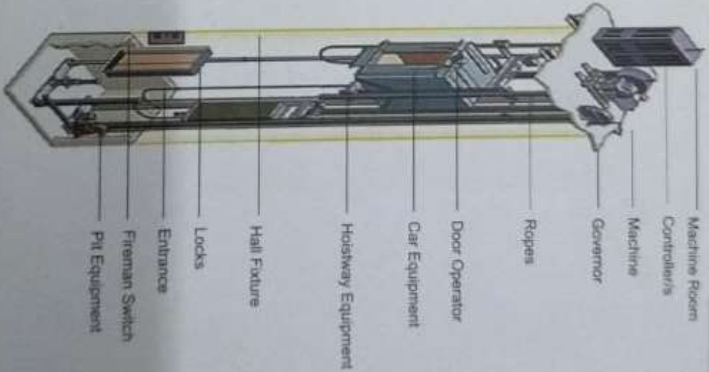 Machine Room
Controller/s
Machine
Governor
Ropes
Door Operator
Car Equipment
Hoistway Equipment
Hall Fixture
Locks
Entrance
Fireman Switch
Pit Equipment